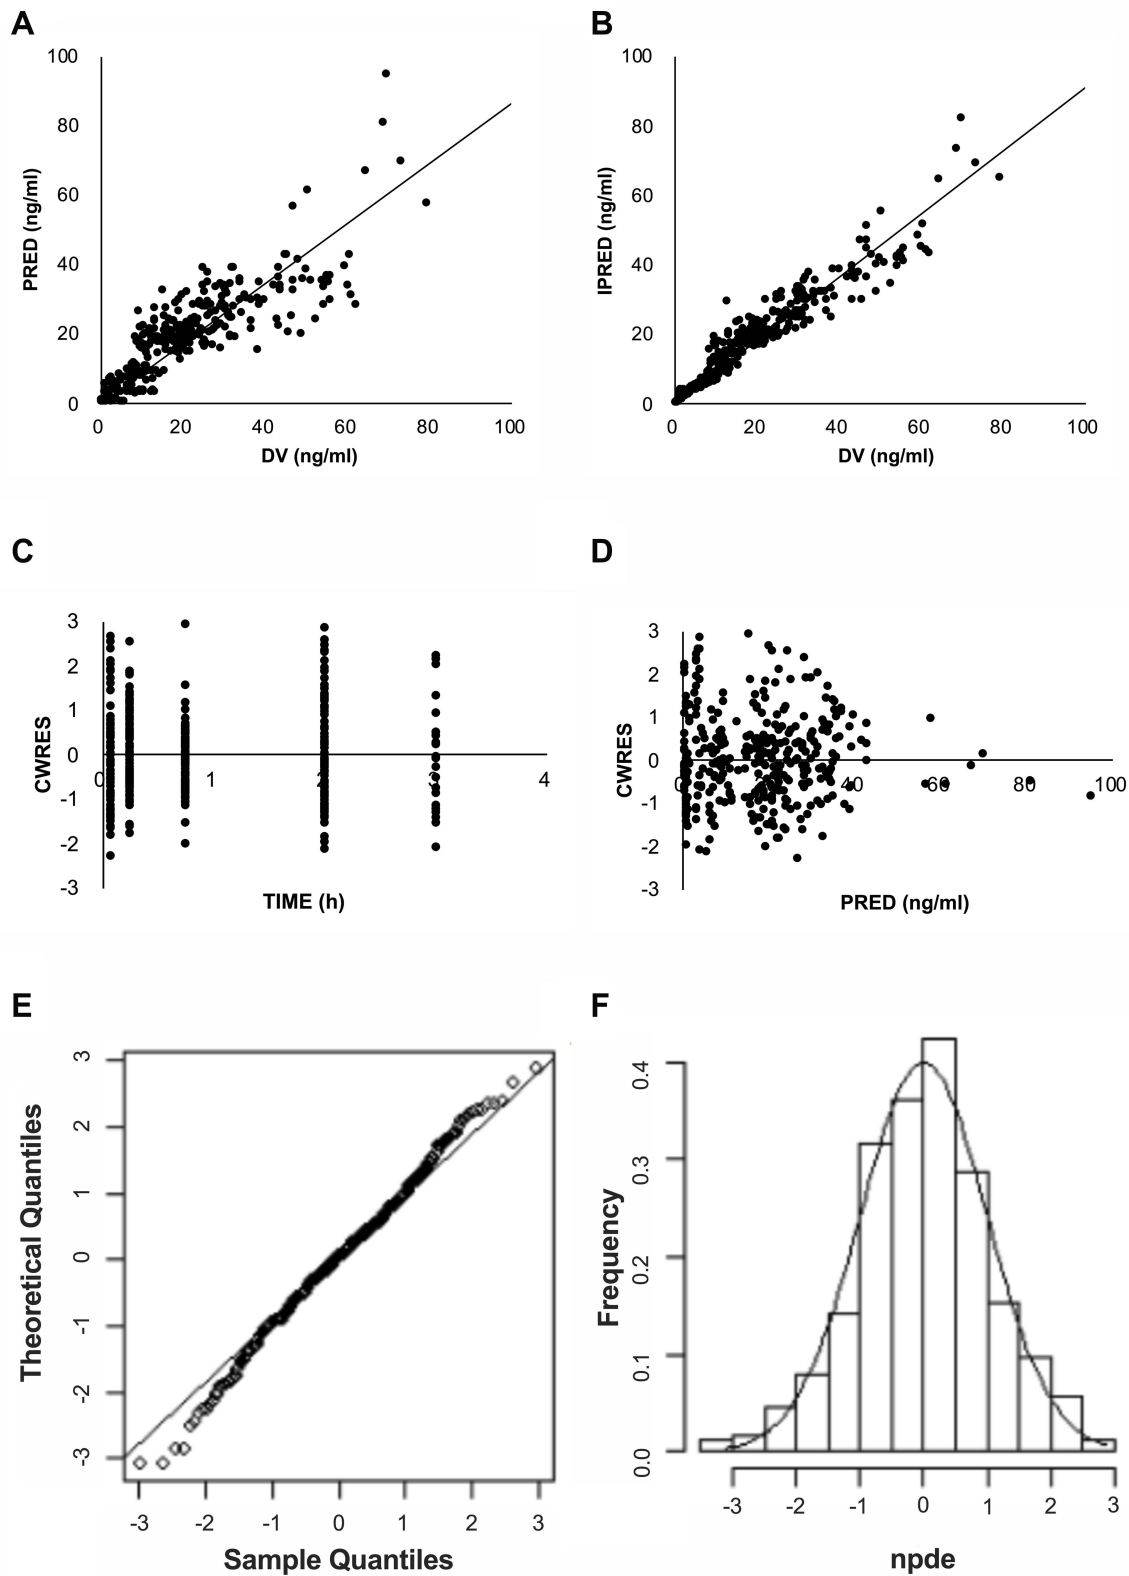 A
B
100
80
60
40
20
0
PRED (ng/ml)
0 20 40 60 80 100
DV (ng/ml)
100
80
60
40
20
0
IPRED (ng/ml)
0 20 40 60 80 100
DV (ng/ml)
C
D
3
2
1
0
-1
-2
-3
CWRES
0 1 2 3 4
TIME (h)
3
2
1
0
-1
-2
-3
CWRES
0 40 60 80 100
PRED (ng/ml)
E
F
3
2
1
0
-1
-2
-3
Theoretical Quantiles
-3 -2 -1 0 1 2 3
Sample Quantiles
0.4
0.3
0.2
0.1
0.0
Frequency
-3 -2 -1 0 1 2 3
npde